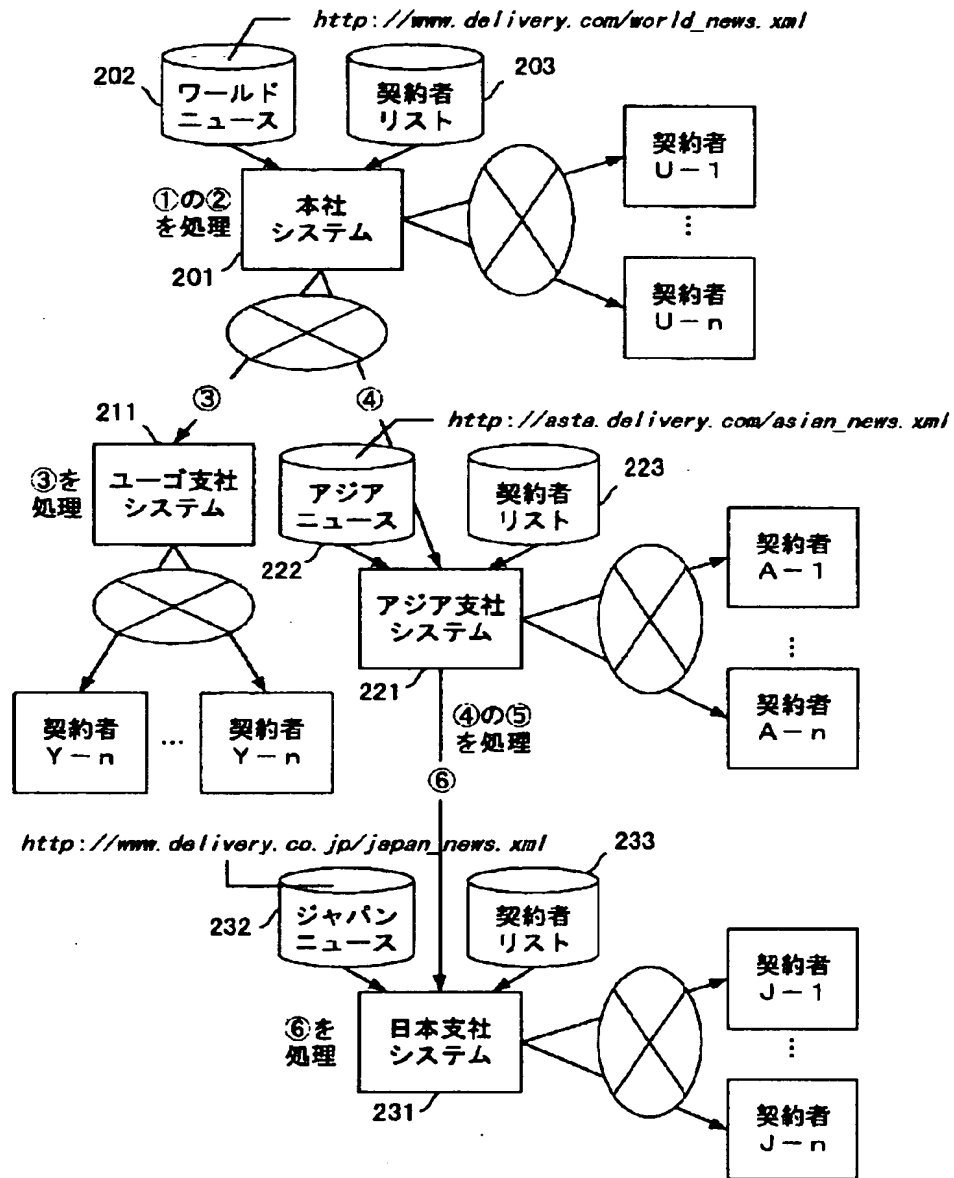 http://www.delivery.com/world_news.xml
202
203
ワールド
ニュース
契約者
リスト
①の②
を処理
本社
システム
201
契約者
U-1
⋮
契約者
U-n
③
④
211
http://asta.delivery.com/asian_news.xml
③を
処理
ユーゴ支社
システム
アジア
ニュース
契約者
リスト
223
222
アジア支社
システム
221
契約者
A-1
⋮
契約者
A-n
契約者
Y-n
…
契約者
Y-n
④の⑤
を処理
⑥
http://www.delivery.co.jp/japan_news.xml
233
232
ジャパン
ニュース
契約者
リスト
⑥を
処理
日本支社
システム
231
契約者
J-1
⋮
契約者
J-n